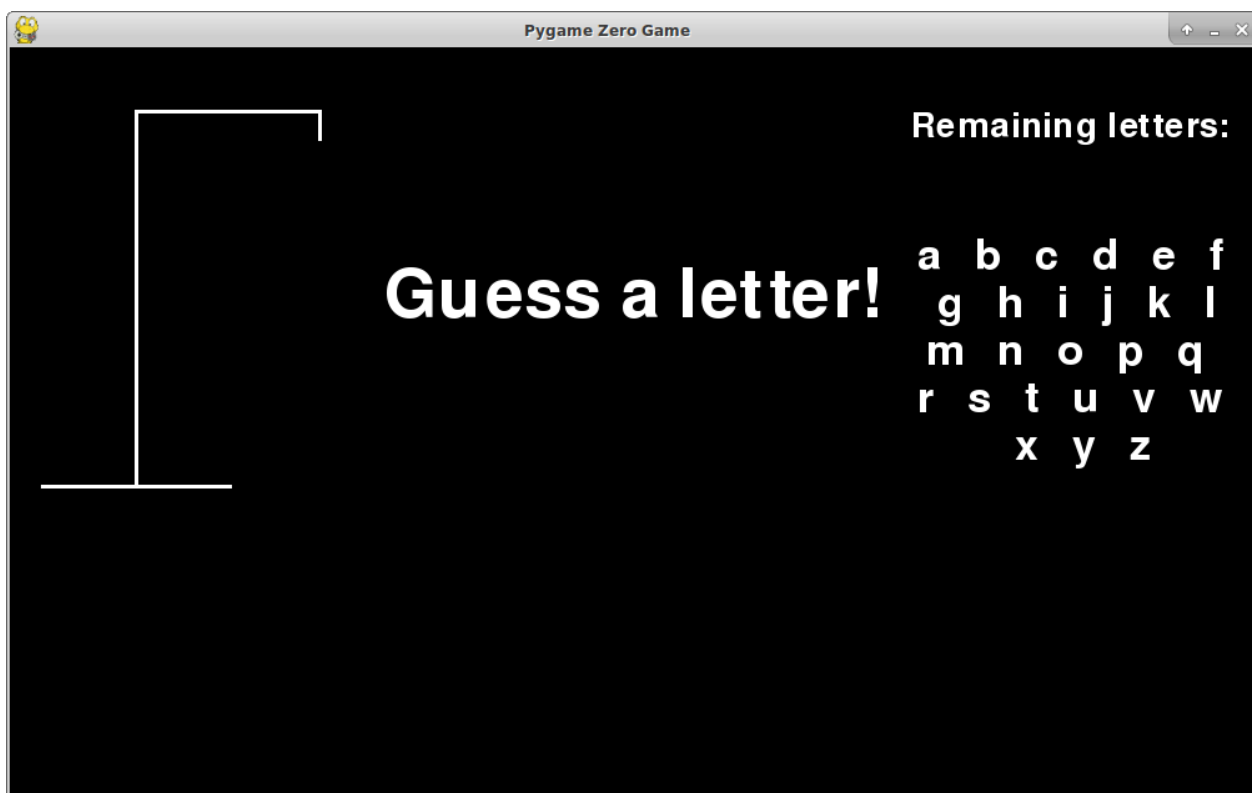 Pygame Zero Game
Remaining letters:
Guess a letter!
a b c d e f
g h i j k l
m n o p q
r s t u v w
x y z